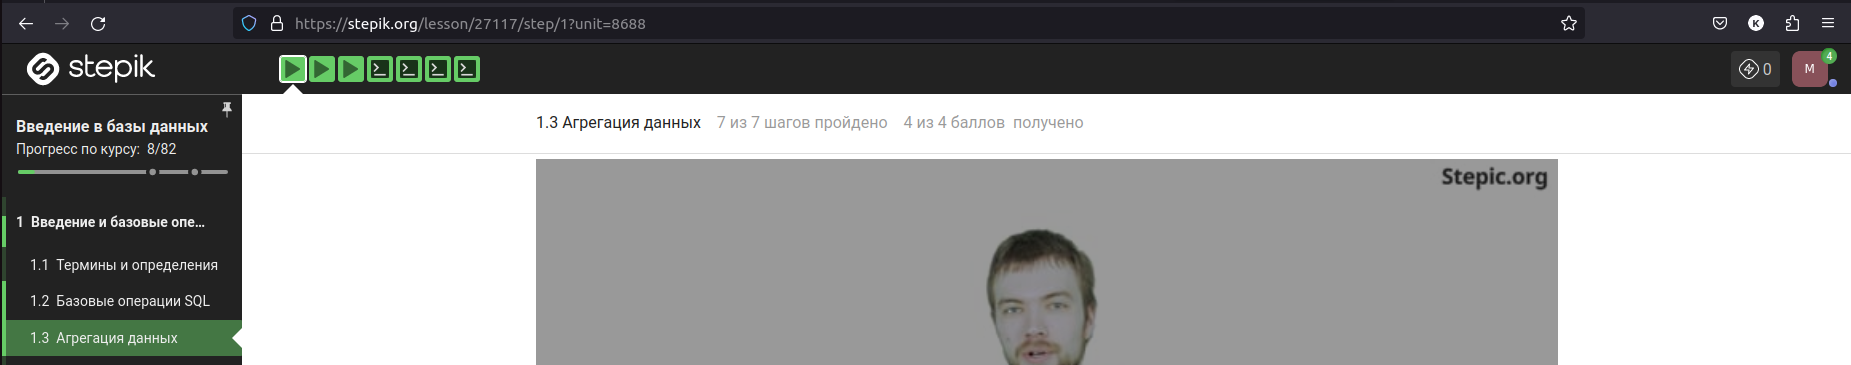 https://stepik.org/lesson/27117/step/1?unit=8688
K
stepik
0
M
4
Введение в базы данных
Прогресс по курсу: 8/82
1.3 Агрегация данных 7 из 7 шагов пройдено 4 из 4 баллов получено
Stepic.org
1 Введение и базовые опе...
1.1 Термины и определения
1.2 Базовые операции SQL
1.3 Агрегация данных